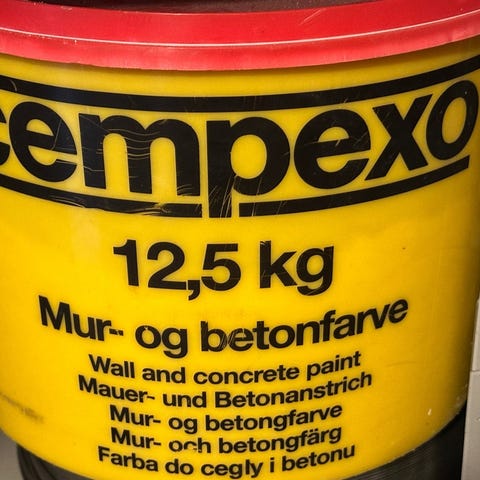 cempexo
12,5 kg
Mur- og betonfarve
Wall and concrete paint
Mauer- und Betonanstrich
Mur- og betongfarve
Mur- och betongfärg
Farba do cegly i betonu